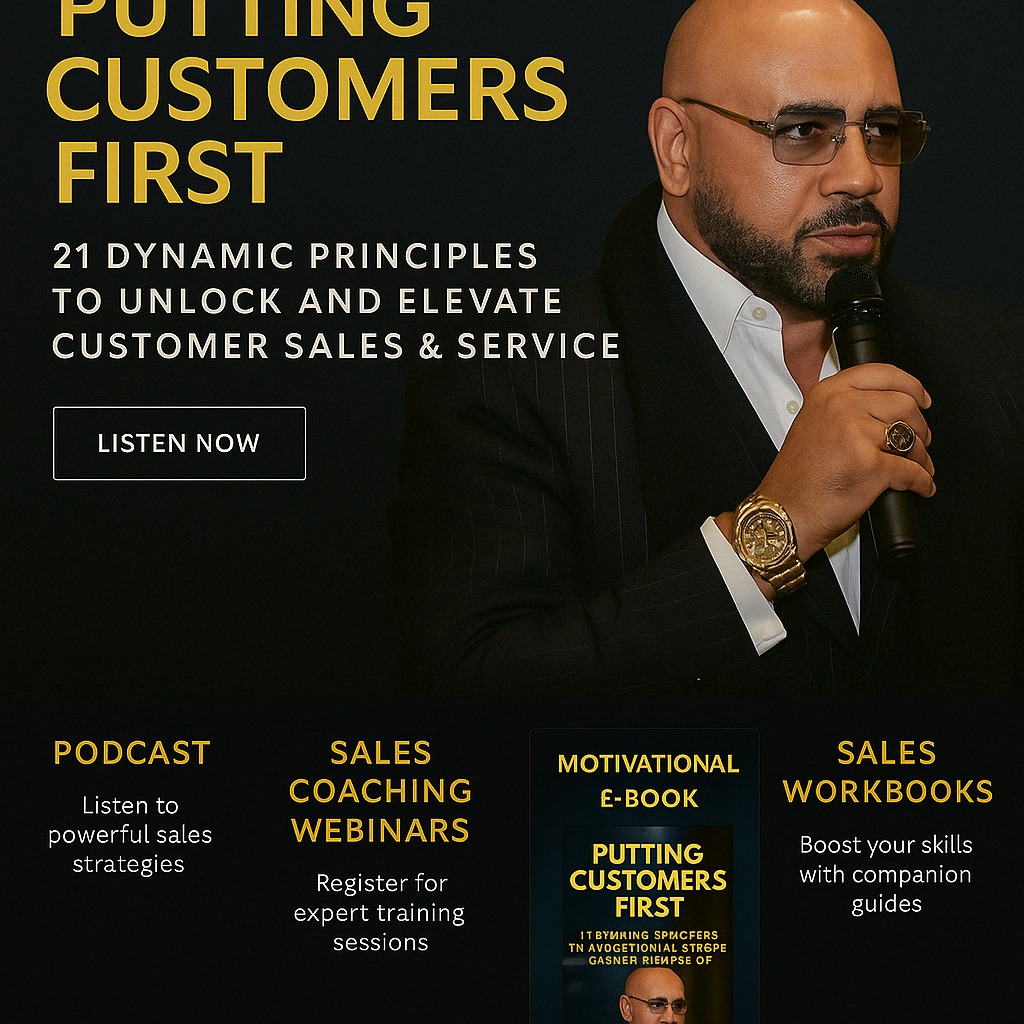 PUTTING
CUSTOMERS
FIRST
21 DYNAMIC PRINCIPLES
TO UNLOCK AND ELEVATE
CUSTOMER SALES & SERVICE
LISTEN NOW
PODCAST
Listen to
powerful sales
strategies
SALES
COACHING
WEBINARS
Register for
expert training
sessions
MOTIVATIONAL
£-BOOK
PUTTING
CUSTOMERS
FIRST
SALES
WORKBOOKS
Boost your skills
with companion
guides